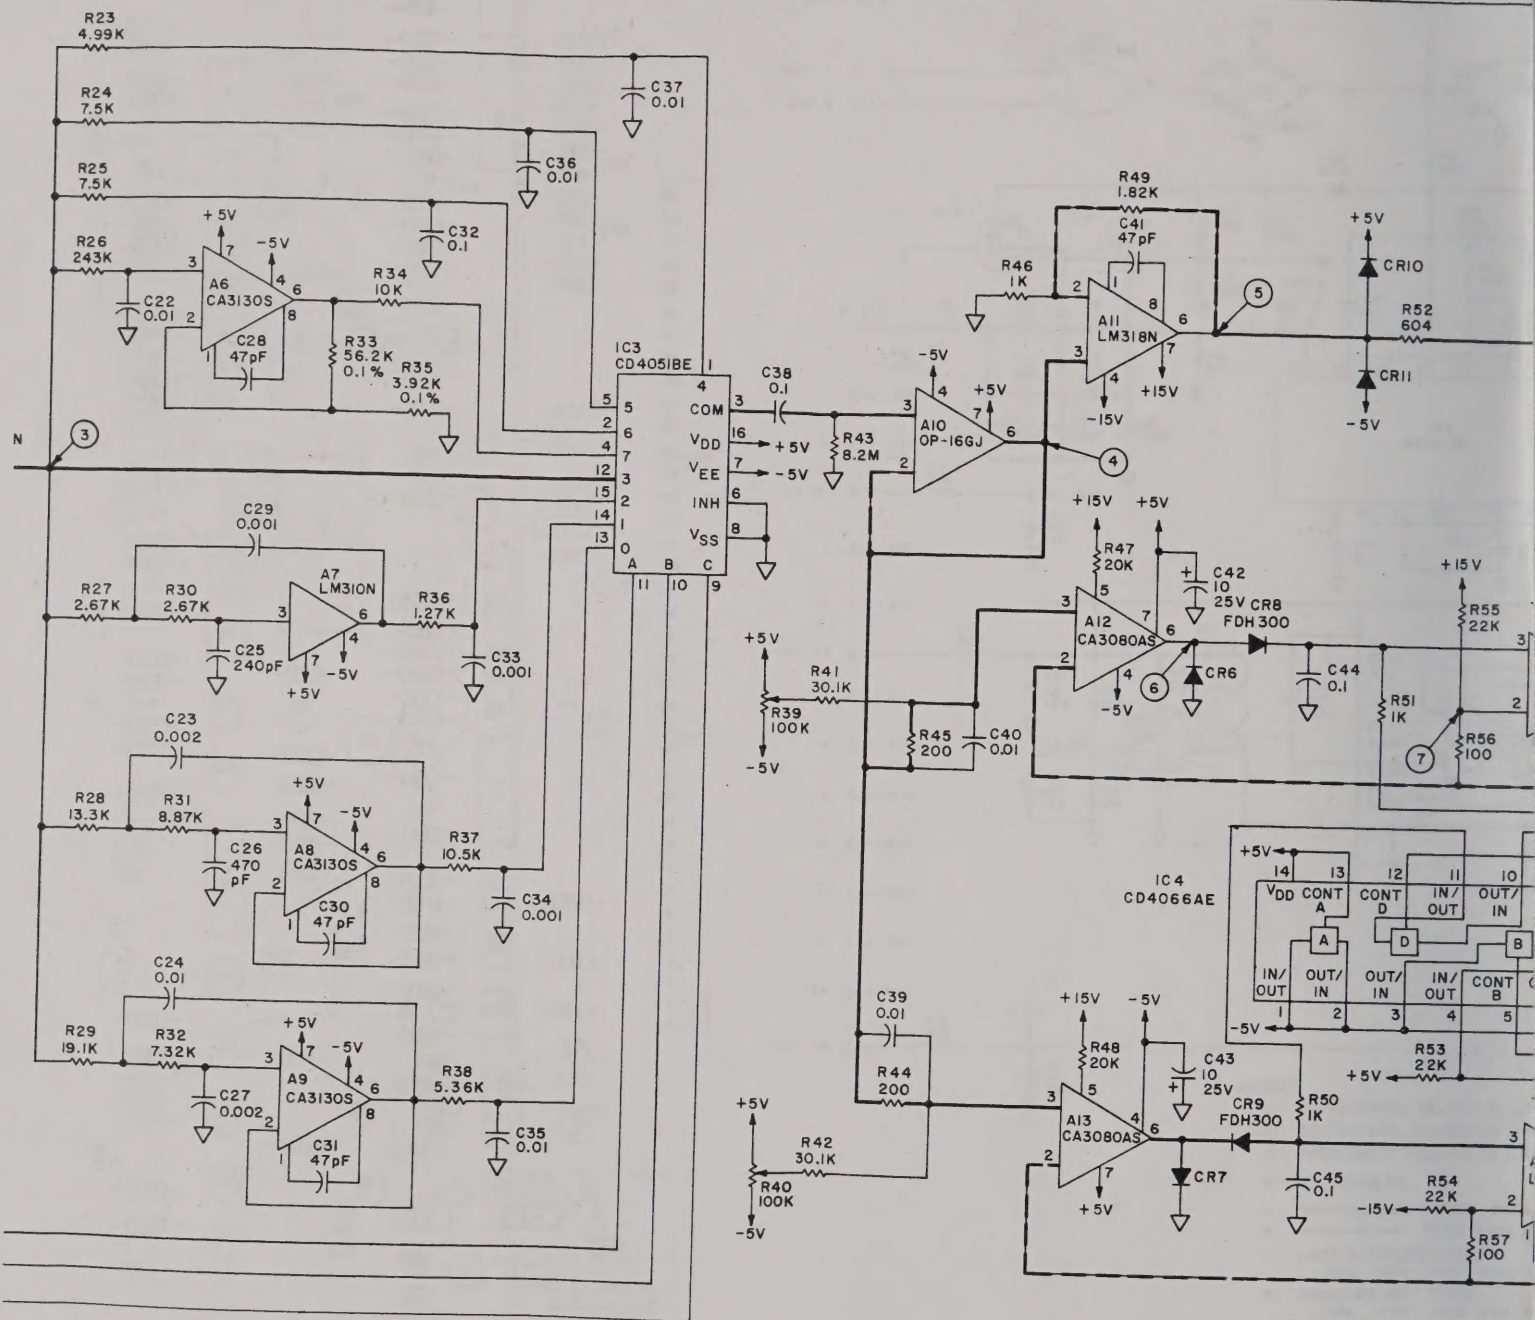 R23
4.99K
C37
0.01
R24
7.5K
C36
0.01
R25
7.5K
C32
0.1
+5V
-5V
R26
243K
3
7
4
6
A6
CA3130S
8
2
1
C22
0.01
C28
47pF
R34
10K
R33
56.2K
0.1%
R35
3.92K
0.1%
N
3
IC3
CD4051BE
1
4
5
5
2
6
4
7
12
3
15
2
14
1
13
0
COM
3
VDD
16
+5V
VEE
7
-5V
INH
6
VSS
8
A
B
C
11
10
9
C38
0.1
R43
8.2M
-5V
4
+5V
7
3
A10
OP-16GJ
6
2
4
R49
1.82K
C41
47pF
R46
1K
2
1
8
A11
LM318N
6
3
7
4
+15V
-15V
5
+5V
CR10
R52
604
CR11
-5V
C29
0.001
R27
2.67K
R30
2.67K
A7
LM310N
3
6
4
7
-5V
+5V
C25
240pF
R36
1.27K
C33
0.001
C23
0.002
R28
13.3K
R31
8.87K
+5V
-5V
3
7
4
6
A8
CA3130S
8
2
1
C26
470
pF
C30
47pF
R37
10.5K
C34
0.001
C24
0.01
R29
19.1K
R32
7.32K
+5V
-5V
3
7
4
6
A9
CA3130S
8
2
1
C27
0.002
C31
47pF
R38
5.36K
C35
0.01
+15V
+5V
R47
20K
C42
+
10
25V
3
5
7
6
A12
CA3080AS
2
4
-5V
CR8
FDH300
6
CR6
C44
0.1
R51
1K
+15V
R55
22K
3
2
7
R56
100
+5V
R39
100K
-5V
R41
30.1K
R45
200
C40
0.01
IC4
CD4066AE
+5V
14
13
12
11
10
VDD
CONT
A
CONT
D
IN/
OUT
OUT/
IN
A
D
B
IN/
OUT
OUT/
IN
OUT/
IN
IN/
OUT
CONT
B
1
2
3
4
5
-5V
R53
22K
+5V
C39
0.01
R44
200
+15V
-5V
R48
20K
C43
10
25V
+
3
5
4
6
A13
CA3080AS
2
7
+5V
CR9
FDH300
CR7
R50
1K
C45
0.1
3
R54
22K
-15V
2
R57
100
L
1
+5V
R40
100K
-5V
R42
30.1K